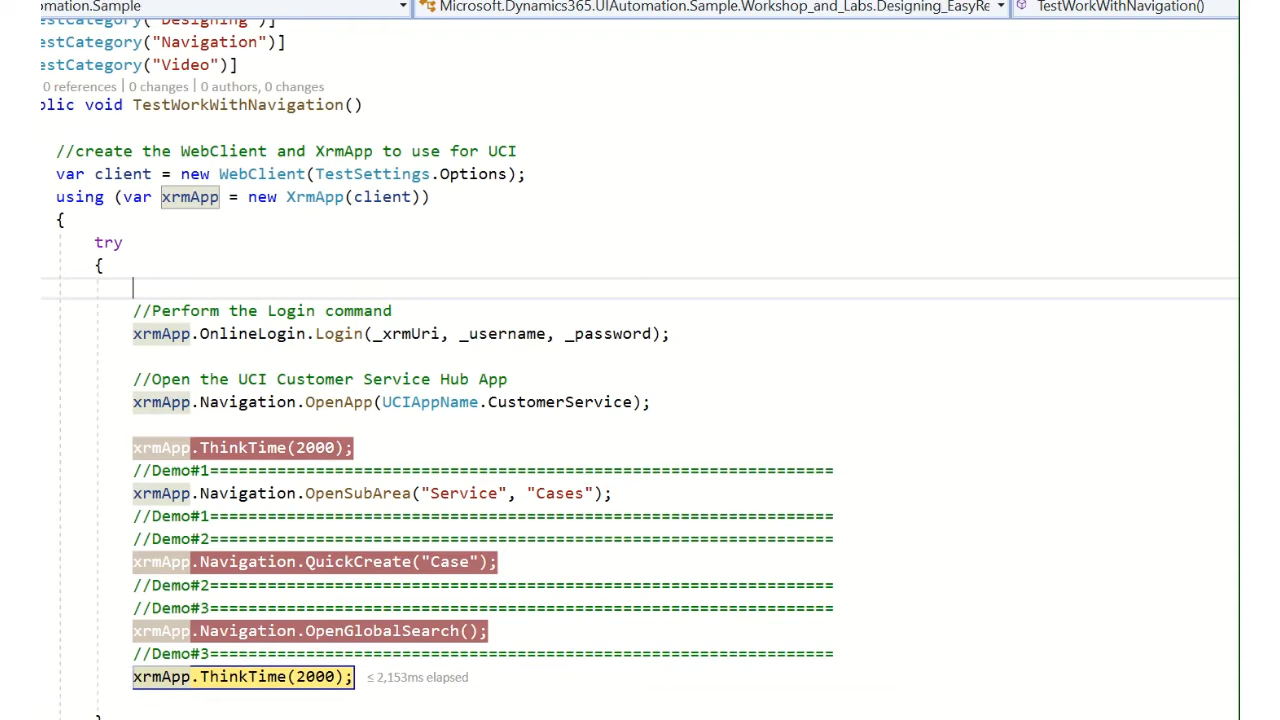 omation.Sample
Microsoft.Dynamics365.UIAutomation.Sample.Workshop_and_Labs.Designing_EasyRe
TestWorkWithNavigation()
estCategory("Designing")]
estCategory("Navigation")]
estCategory("Video")]
0 references | 0 changes | 0 authors, 0 changes
olic void TestWorkWithNavigation()
//create the WebClient and XrmApp to use for UCI
var client = new WebClient(TestSettings.Options);
using (var xrmApp = new XrmApp(client))
{
try
{
//Perform the Login command
xrmApp.OnlineLogin.Login(_xrmUri, _username, _password);
//Open the UCI Customer Service Hub App
xrmApp.Navigation.OpenApp(UCIAppName.CustomerService);
xrmApp.ThinkTime(2000);
//Demo#1=================================================================
xrmApp.Navigation.OpenSubArea("Service", "Cases");
//Demo#1=================================================================
//Demo#2=================================================================
xrmApp.Navigation.QuickCreate("Case");
//Demo#2=================================================================
//Demo#3=================================================================
xrmApp.Navigation.OpenGlobalSearch();
//Demo#3=================================================================
xrmApp.ThinkTime(2000); ≤ 2,153ms elapsed
}